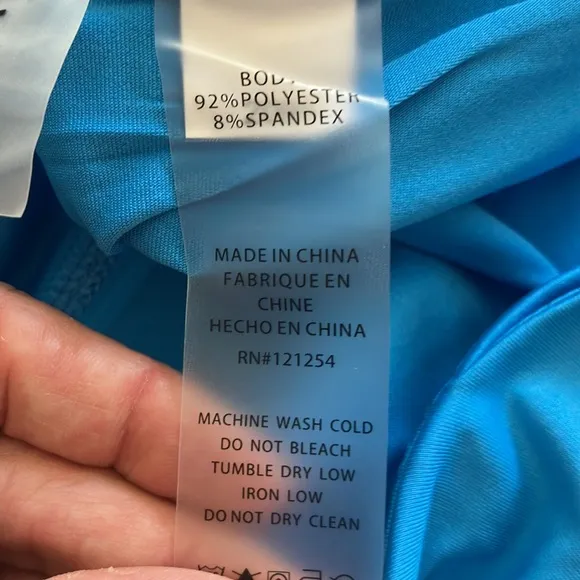 92%POLYESTER
8%SPANDEX
MADE IN CHINA
FABRIQUE EN
CHINE
HECHO EN CHINA
RN#121254
MACHINE WASH COLD
DO NOT BLEACH
TUMBLE DRY LOW
IRON LOW
DO NOT DRY CLEAN